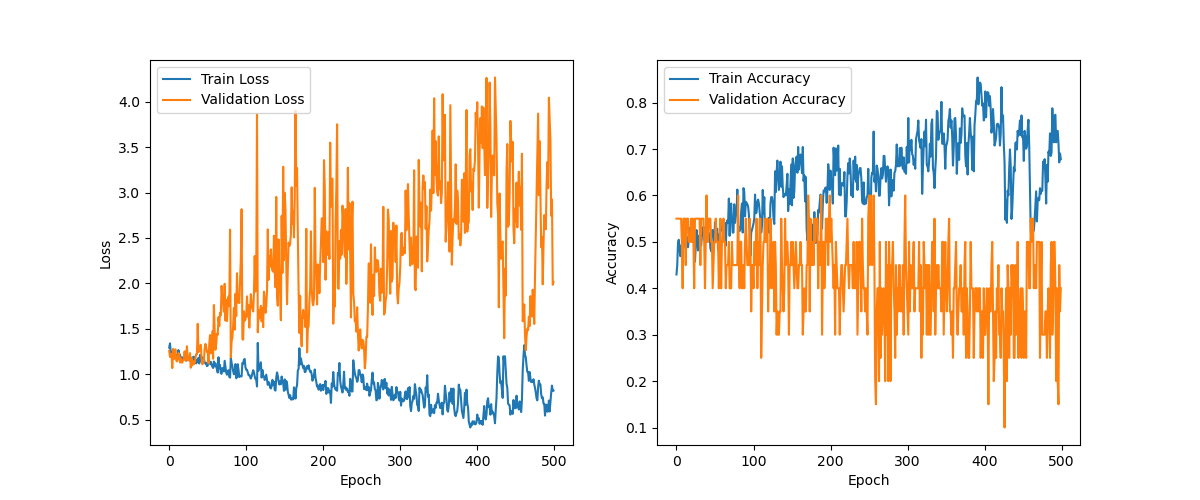 Train Loss
Validation Loss
4.0
3.5
3.0
2.5
2.0
1.5
1.0
0.5
Loss
0 100 200 300 400 500
Epoch
Train Accuracy
Validation Accuracy
0.8
0.7
0.6
0.5
0.4
0.3
0.2
0.1
Accuracy
0 100 200 300 400 500
Epoch